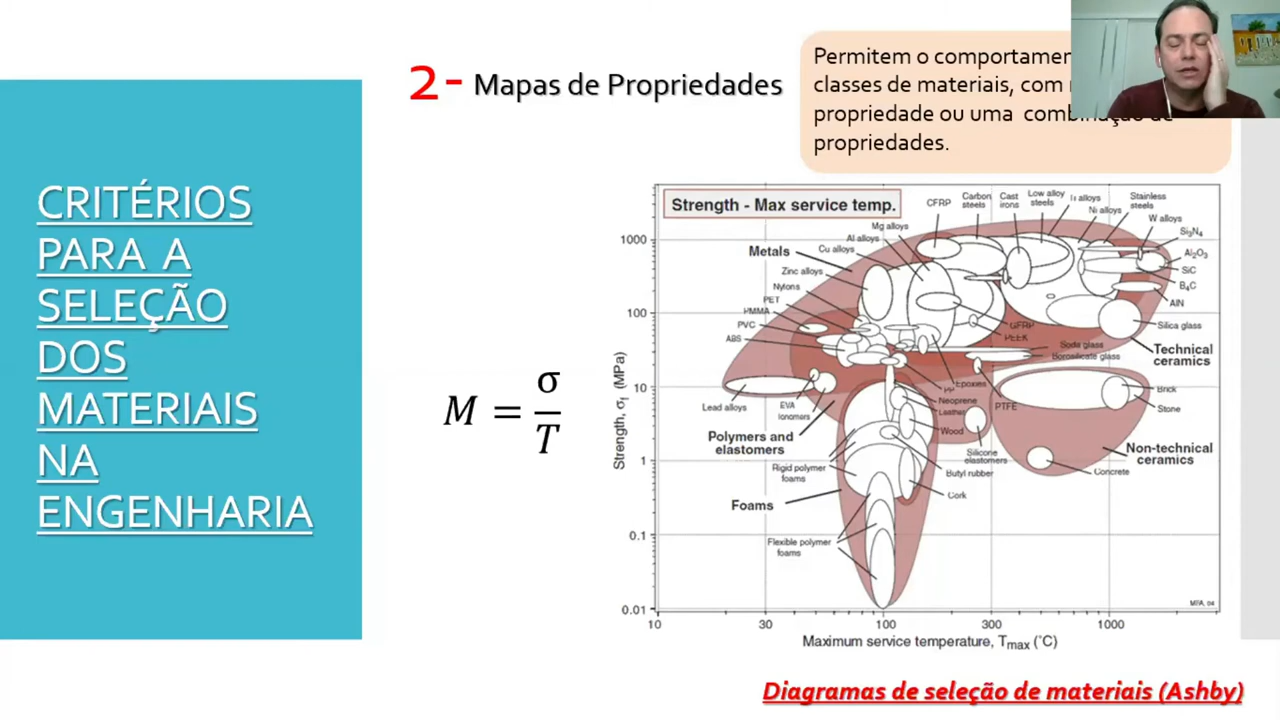 CRITÉRIOS
PARA A
SELEÇÃO
DOS
MATERIAIS
NA
ENGENHARIA
2- Mapas de Propriedades
Permitem o
classes de materiais, com
propriedade ou uma
propriedades.
M = σ/T
Strength - Max service temp.
CFRP
Carbon
steels
Cast
irons
Low alloy
steels
Ni alloys
Stainless
steels
W alloys
Si3N4
Al2O3
SiC
B4C
AlN
Silica glass
Technical
ceramics
Mg alloys
Al alloys
Cu alloys
Metals
Zinc alloys
Nylons
PET
PMMA
PVC
ABS
GFRP
PEEK
Soda glass
Borosilicate glass
Lead alloys
EVA
Ionomers
Polymers and
elastomers
Rigid polymer
foams
Foams
Flexible polymer
foams
Epoxies
PP
Neoprene
Leather
Wood
PTFE
Silicone
elastomers
Butyl rubber
Cork
Brick
Stone
Non-technical
ceramics
Concrete
1000
100
10
1
0.1
0.01
Strength, σf (MPa)
10 30 100 300 1000
Maximum service temperature, Tmax (°C)
MFA, 04
Diagramas de seleção de materiais (Ashby)